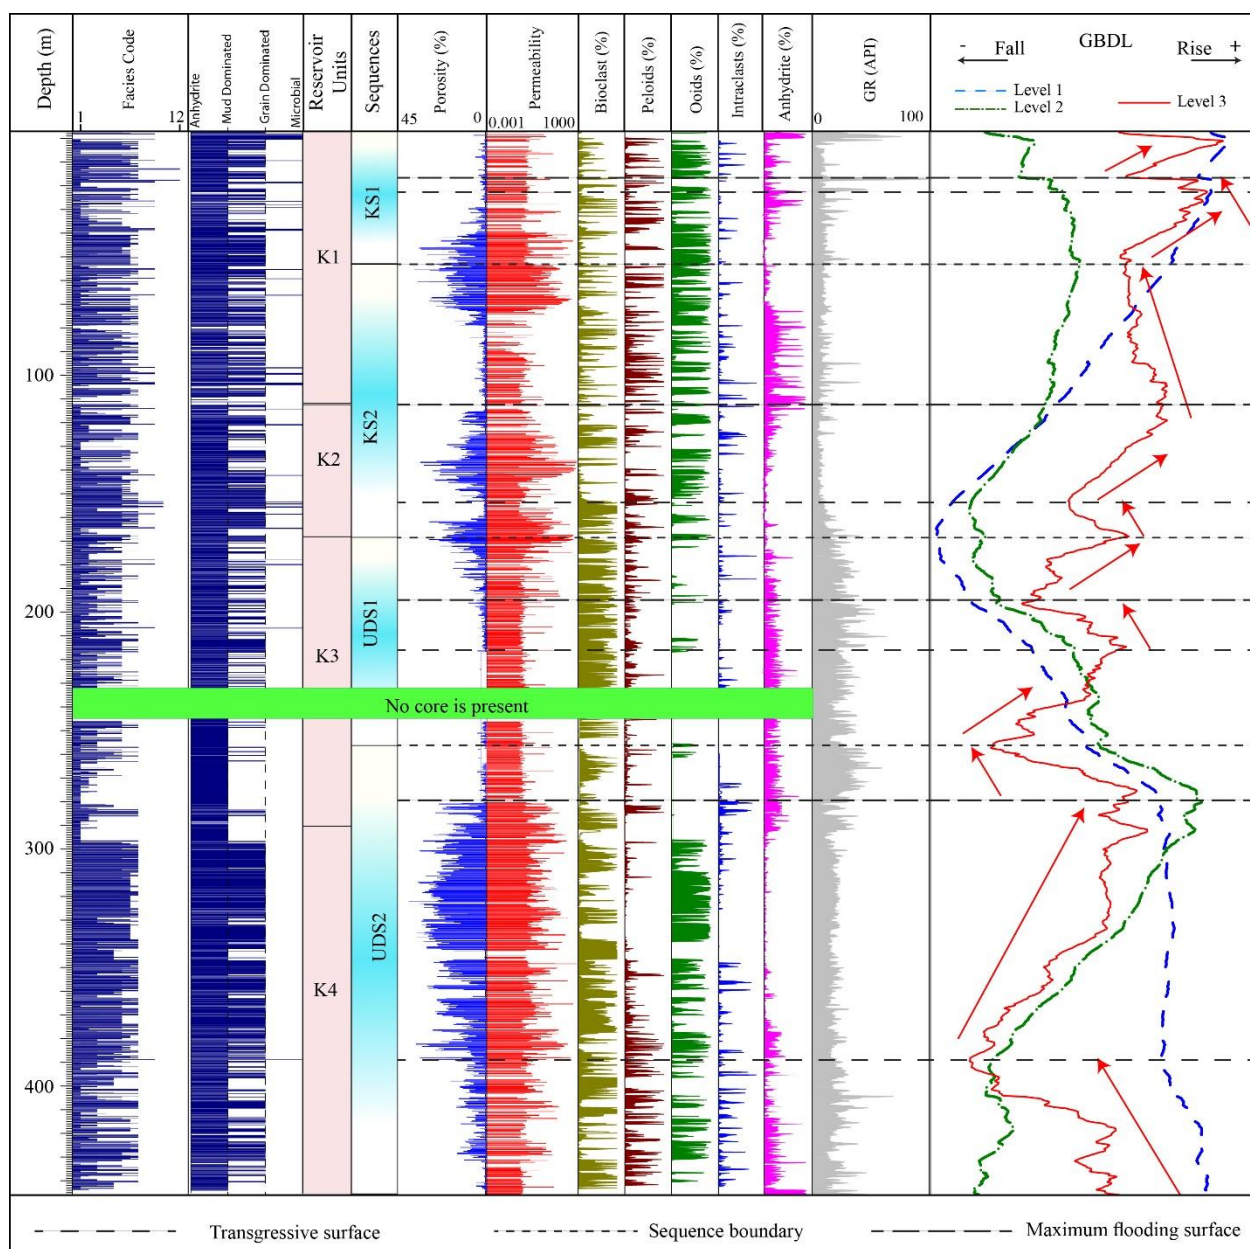 Depth (m)
Facies Code
1 12
Anhydrite
Mud Dominated
Grain Dominated
Microbial
Reservoir
Units
Sequences
Porosity (%)
45 0
Permeability
0.001 1000
Bioclast (%)
Peloids (%)
Ooids (%)
Intraclasts (%)
Anhydrite (%)
GR (API)
0 100
GBDL
- Fall Rise +
Level 1
Level 2
Level 3
KS1
K1
100
KS2
K2
200
UDS1
K3
No core is present
300
UDS2
K4
400
Transgressive surface
Sequence boundary
Maximum flooding surface